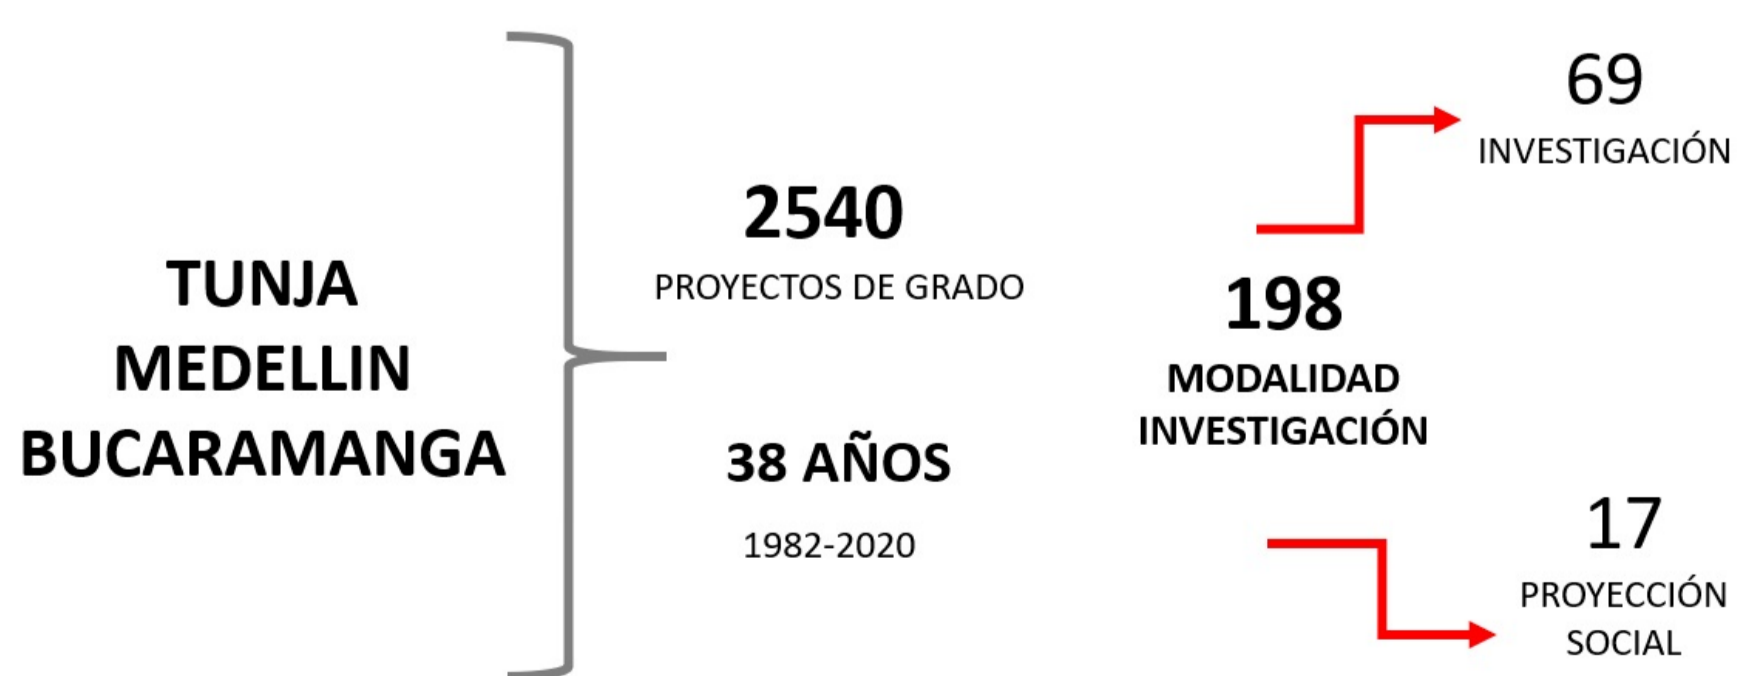 TUNJA
MEDELLIN
BUCARAMANGA
2540
PROYECTOS DE GRADO
38 AÑOS
1982-2020
198
MODALIDAD
INVESTIGACIÓN
69
INVESTIGACIÓN
17
PROYECCIÓN
SOCIAL